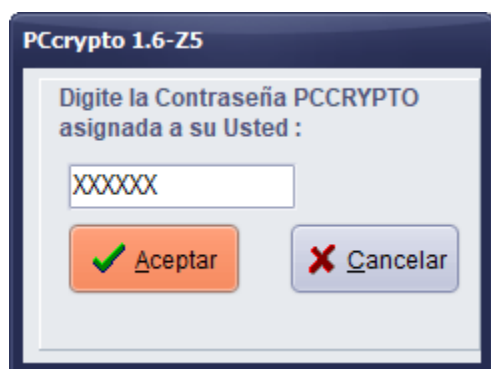 PCcrypto 1.6-Z5
Digite la Contraseña PCCRYPTO
asignada a su Usted :
XXXXXX
Aceptar
Cancelar